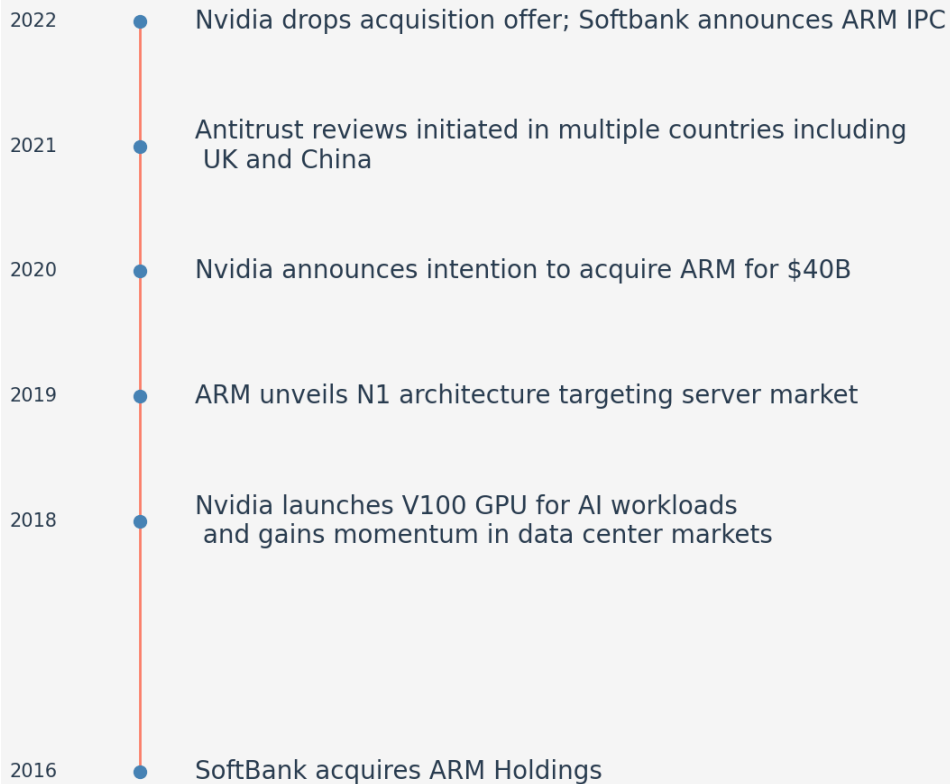 2022
Nvidia drops acquisition offer; Softbank announces ARM IPC
2021
Antitrust reviews initiated in multiple countries including
UK and China
2020
Nvidia announces intention to acquire ARM for $40B
2019
ARM unveils N1 architecture targeting server market
2018
Nvidia launches V100 GPU for AI workloads
and gains momentum in data center markets
2016
SoftBank acquires ARM Holdings